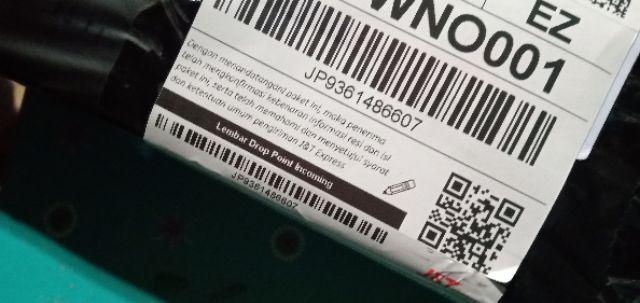 EZ
WNO001
JP9361486607
Dengan menandatangani paket ini, maka penerima
telah mengkonfirmasi kebenaran informasi resi dan isi
paket ini, serta telah memahami dan menyetujui syarat
dan ketentuan umum pengiriman J&T Express
Lembar Drop Point Incoming
JP9361486607
J&T